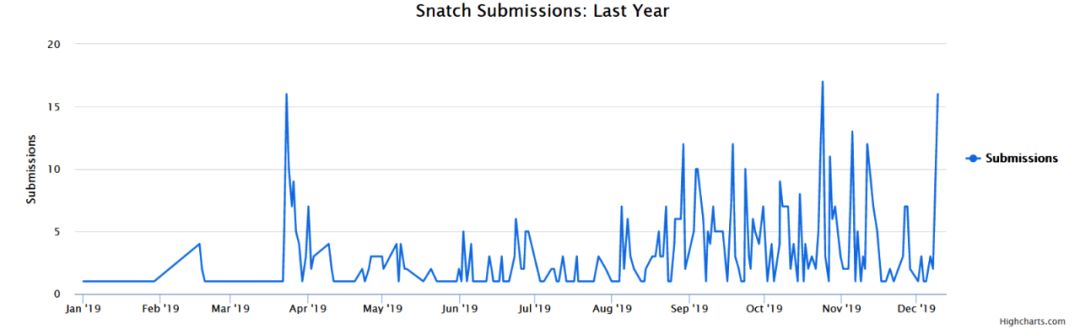 Snatch Submissions: Last Year
Submissions
20
15
10
5
0
Jan '19 Feb '19 Mar '19 Apr '19 May '19 Jun '19 Jul '19 Aug '19 Sep '19 Oct '19 Nov '19 Dec '19
Submissions
Highcharts.com